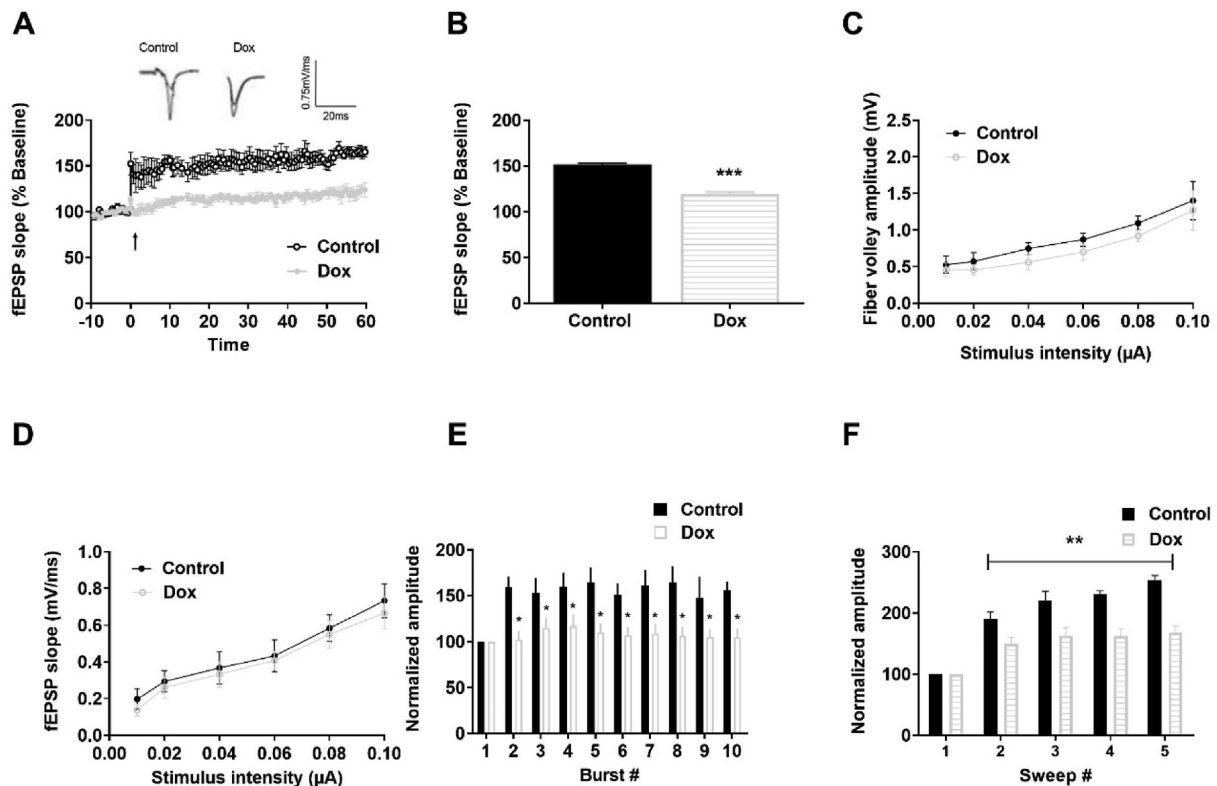 A
Control
Dox
0.75mV/ms
20ms
fEPSP slope (% Baseline)
200
150
100
50
0
Control
Dox
-10 0 10 20 30 40 50 60
Time
B
fEPSP slope (% Baseline)
200
150
100
50
0
***
Control Dox
C
Fiber volley amplitude (mV)
2.5
2.0
1.5
1.0
0.5
0.0
Control
Dox
0.00 0.02 0.04 0.06 0.08 0.10
Stimulus intensity (µA)
D
fEPSP slope (mV/ms)
1.0
0.8
0.6
0.4
0.2
0.0
Control
Dox
0.00 0.02 0.04 0.06 0.08 0.10
Stimulus intensity (µA)
E
Control
Dox
Normalized amplitude
200
150
100
50
0
* * * * * * * * *
1 2 3 4 5 6 7 8 9 10
Burst #
F
Control
Dox
Normalized amplitude
300
200
100
0
**
1 2 3 4 5
Sweep #